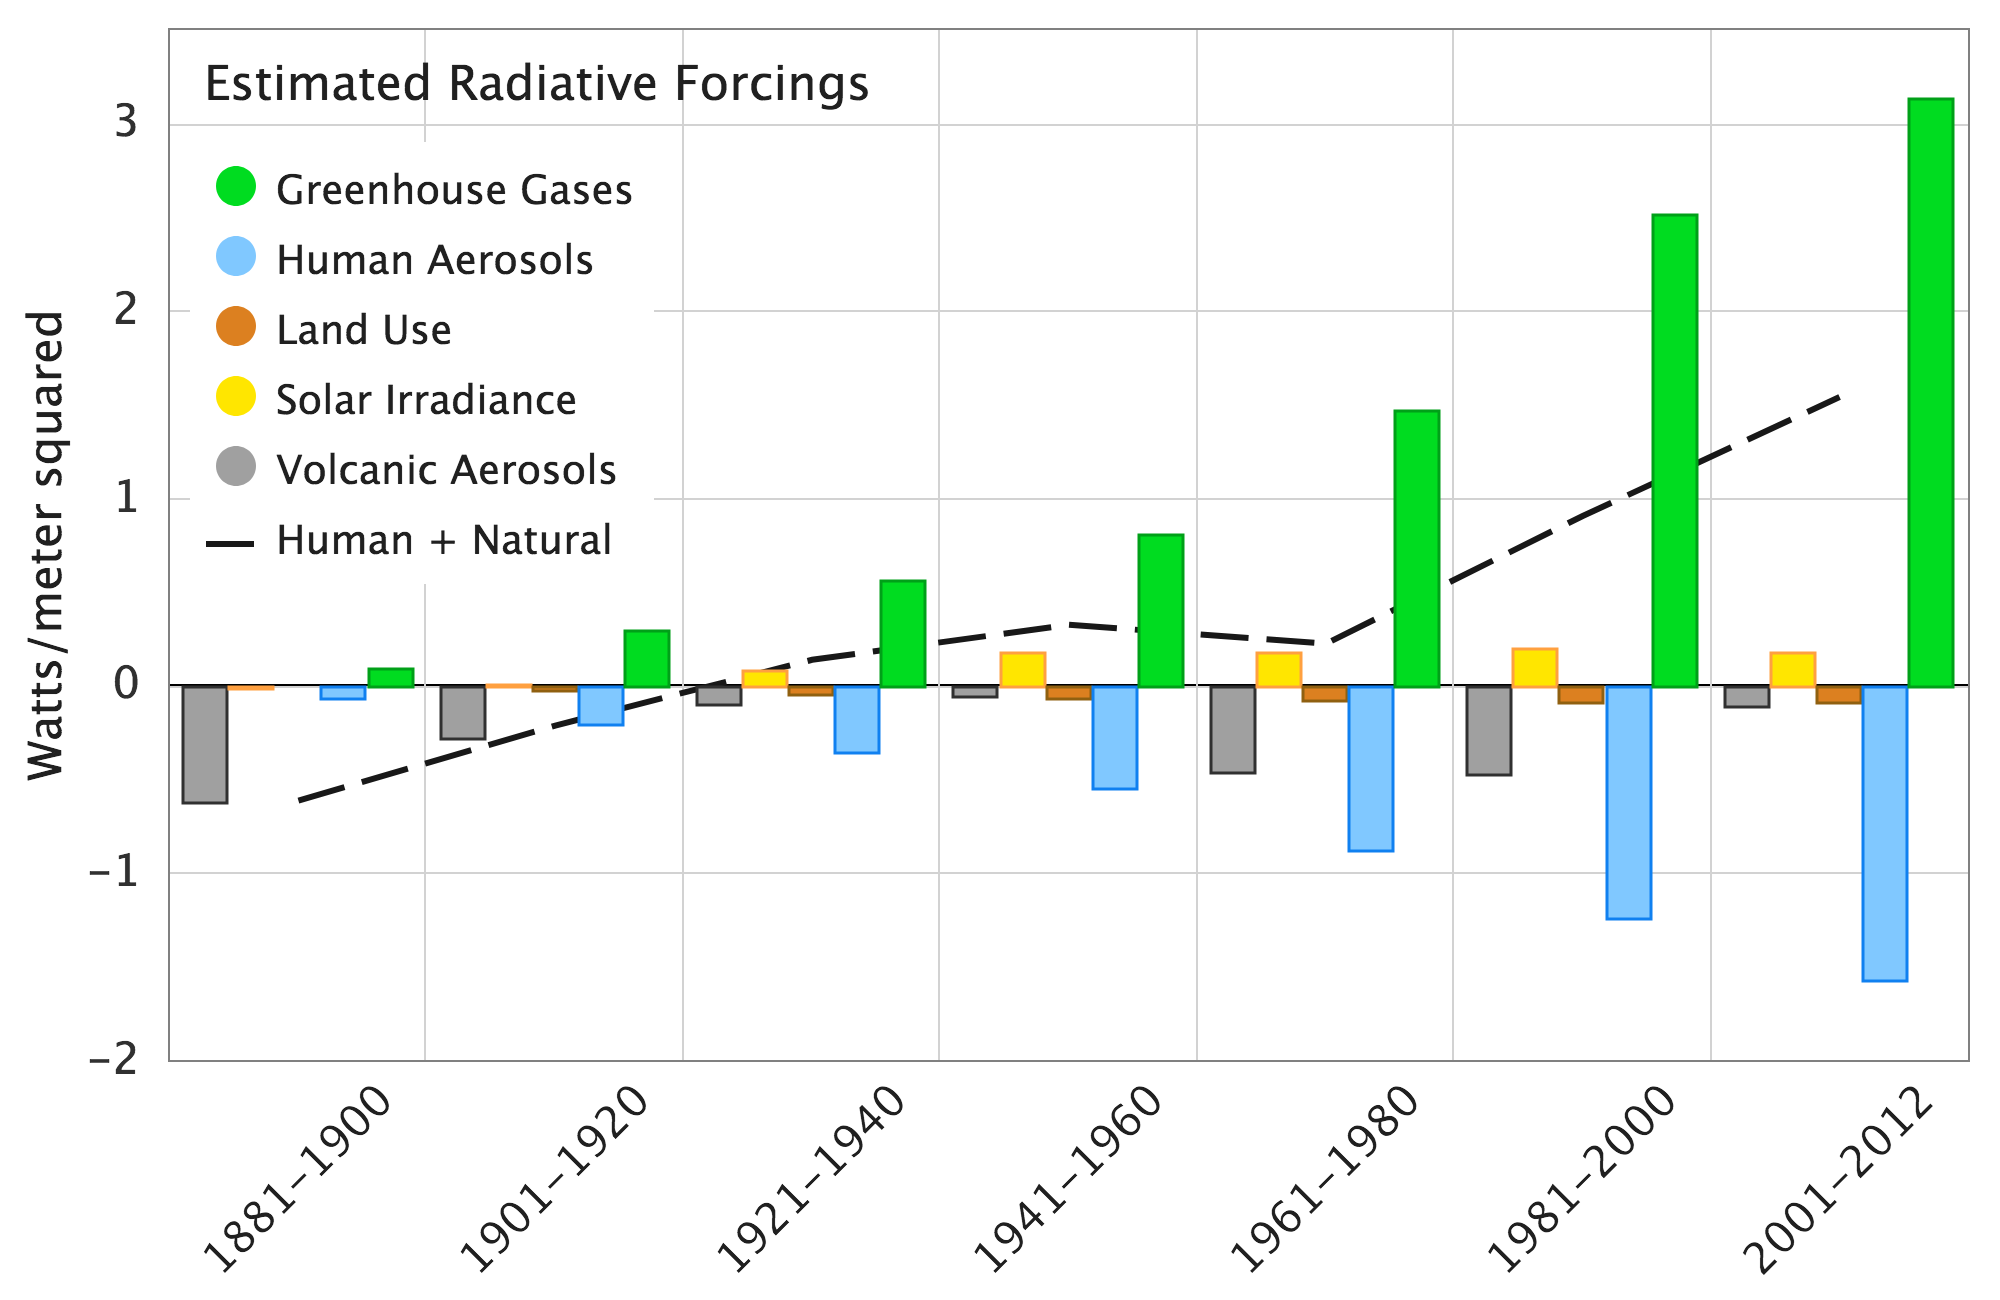 Estimated Radiative Forcings
3
Greenhouse Gases
Human Aerosols
2
Land Use
Solar Irradiance
Volcanic Aerosols
1
Human + Natural
Watts/meter squared
0
−1
−2
1881–1900
1901–1920
1921–1940
1941–1960
1961–1980
1981–2000
2001–2012